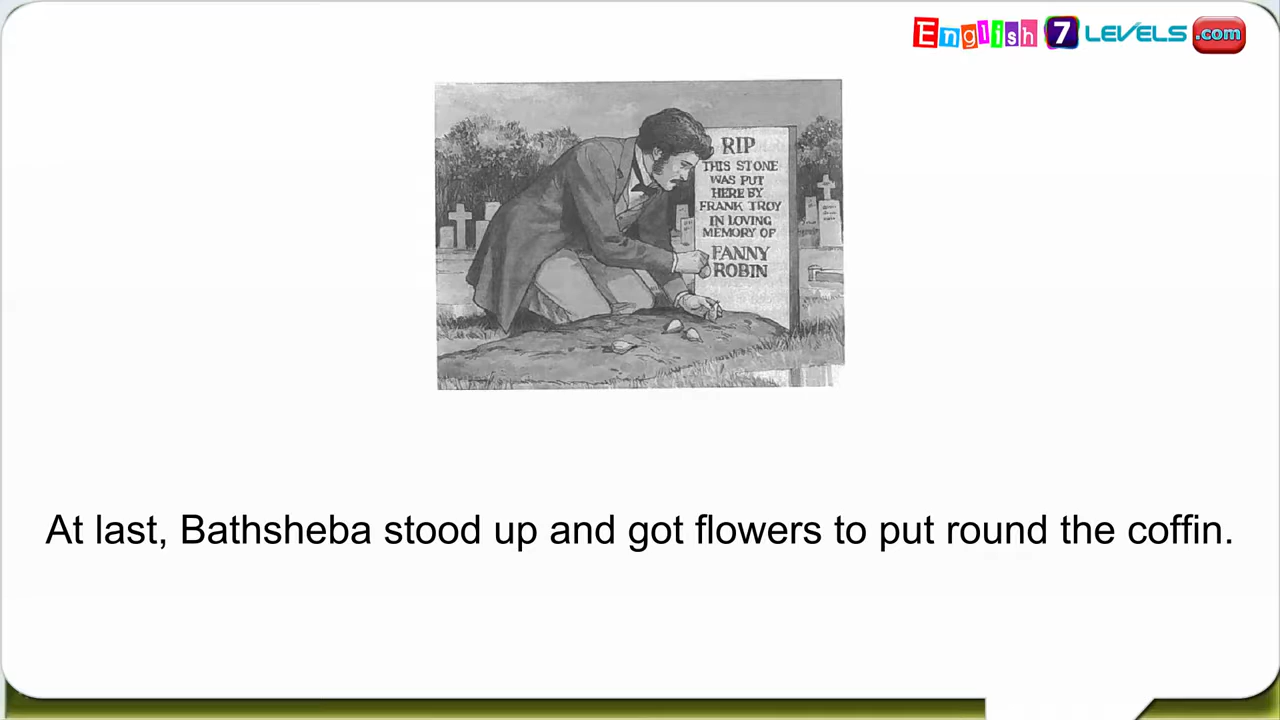 English 7 LEVELS .com
RIP
THIS STONE
WAS PUT
HERE BY
FRANK TROY
IN LOVING
MEMORY OF
FANNY
ROBIN
At last, Bathsheba stood up and got flowers to put round the coffin.